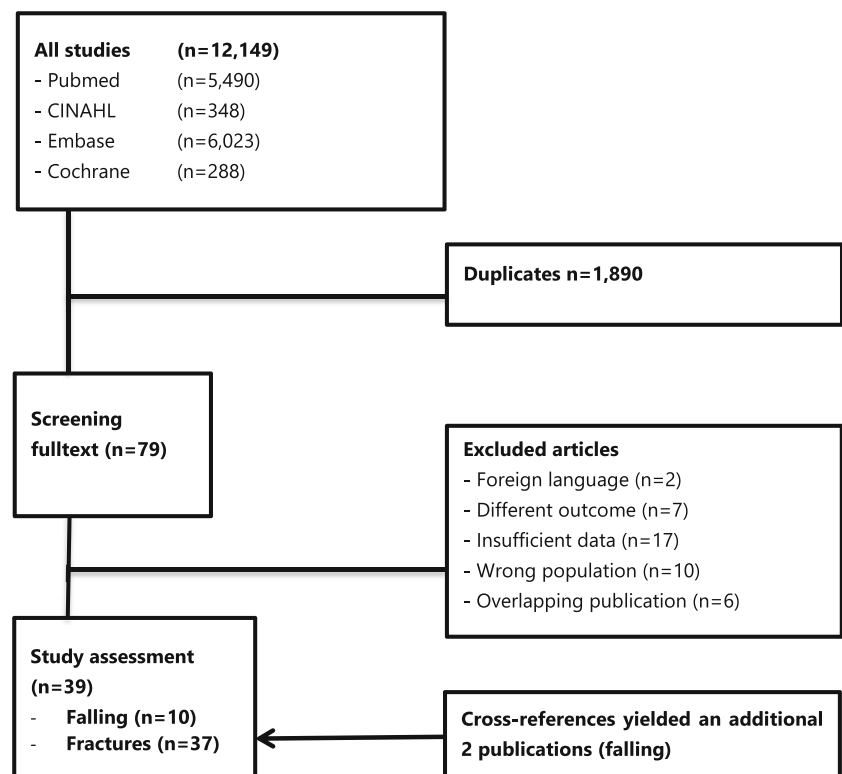 All studies (n=12,149)
- Pubmed (n=5,490)
- CINAHL (n=348)
- Embase (n=6,023)
- Cochrane (n=288)
Duplicates n=1,890
Screening
fulltext (n=79)
Excluded articles
- Foreign language (n=2)
- Different outcome (n=7)
- Insufficient data (n=17)
- Wrong population (n=10)
- Overlapping publication (n=6)
Study assessment
(n=39)
- Falling (n=10)
- Fractures (n=37)
Cross-references yielded an additional
2 publications (falling)